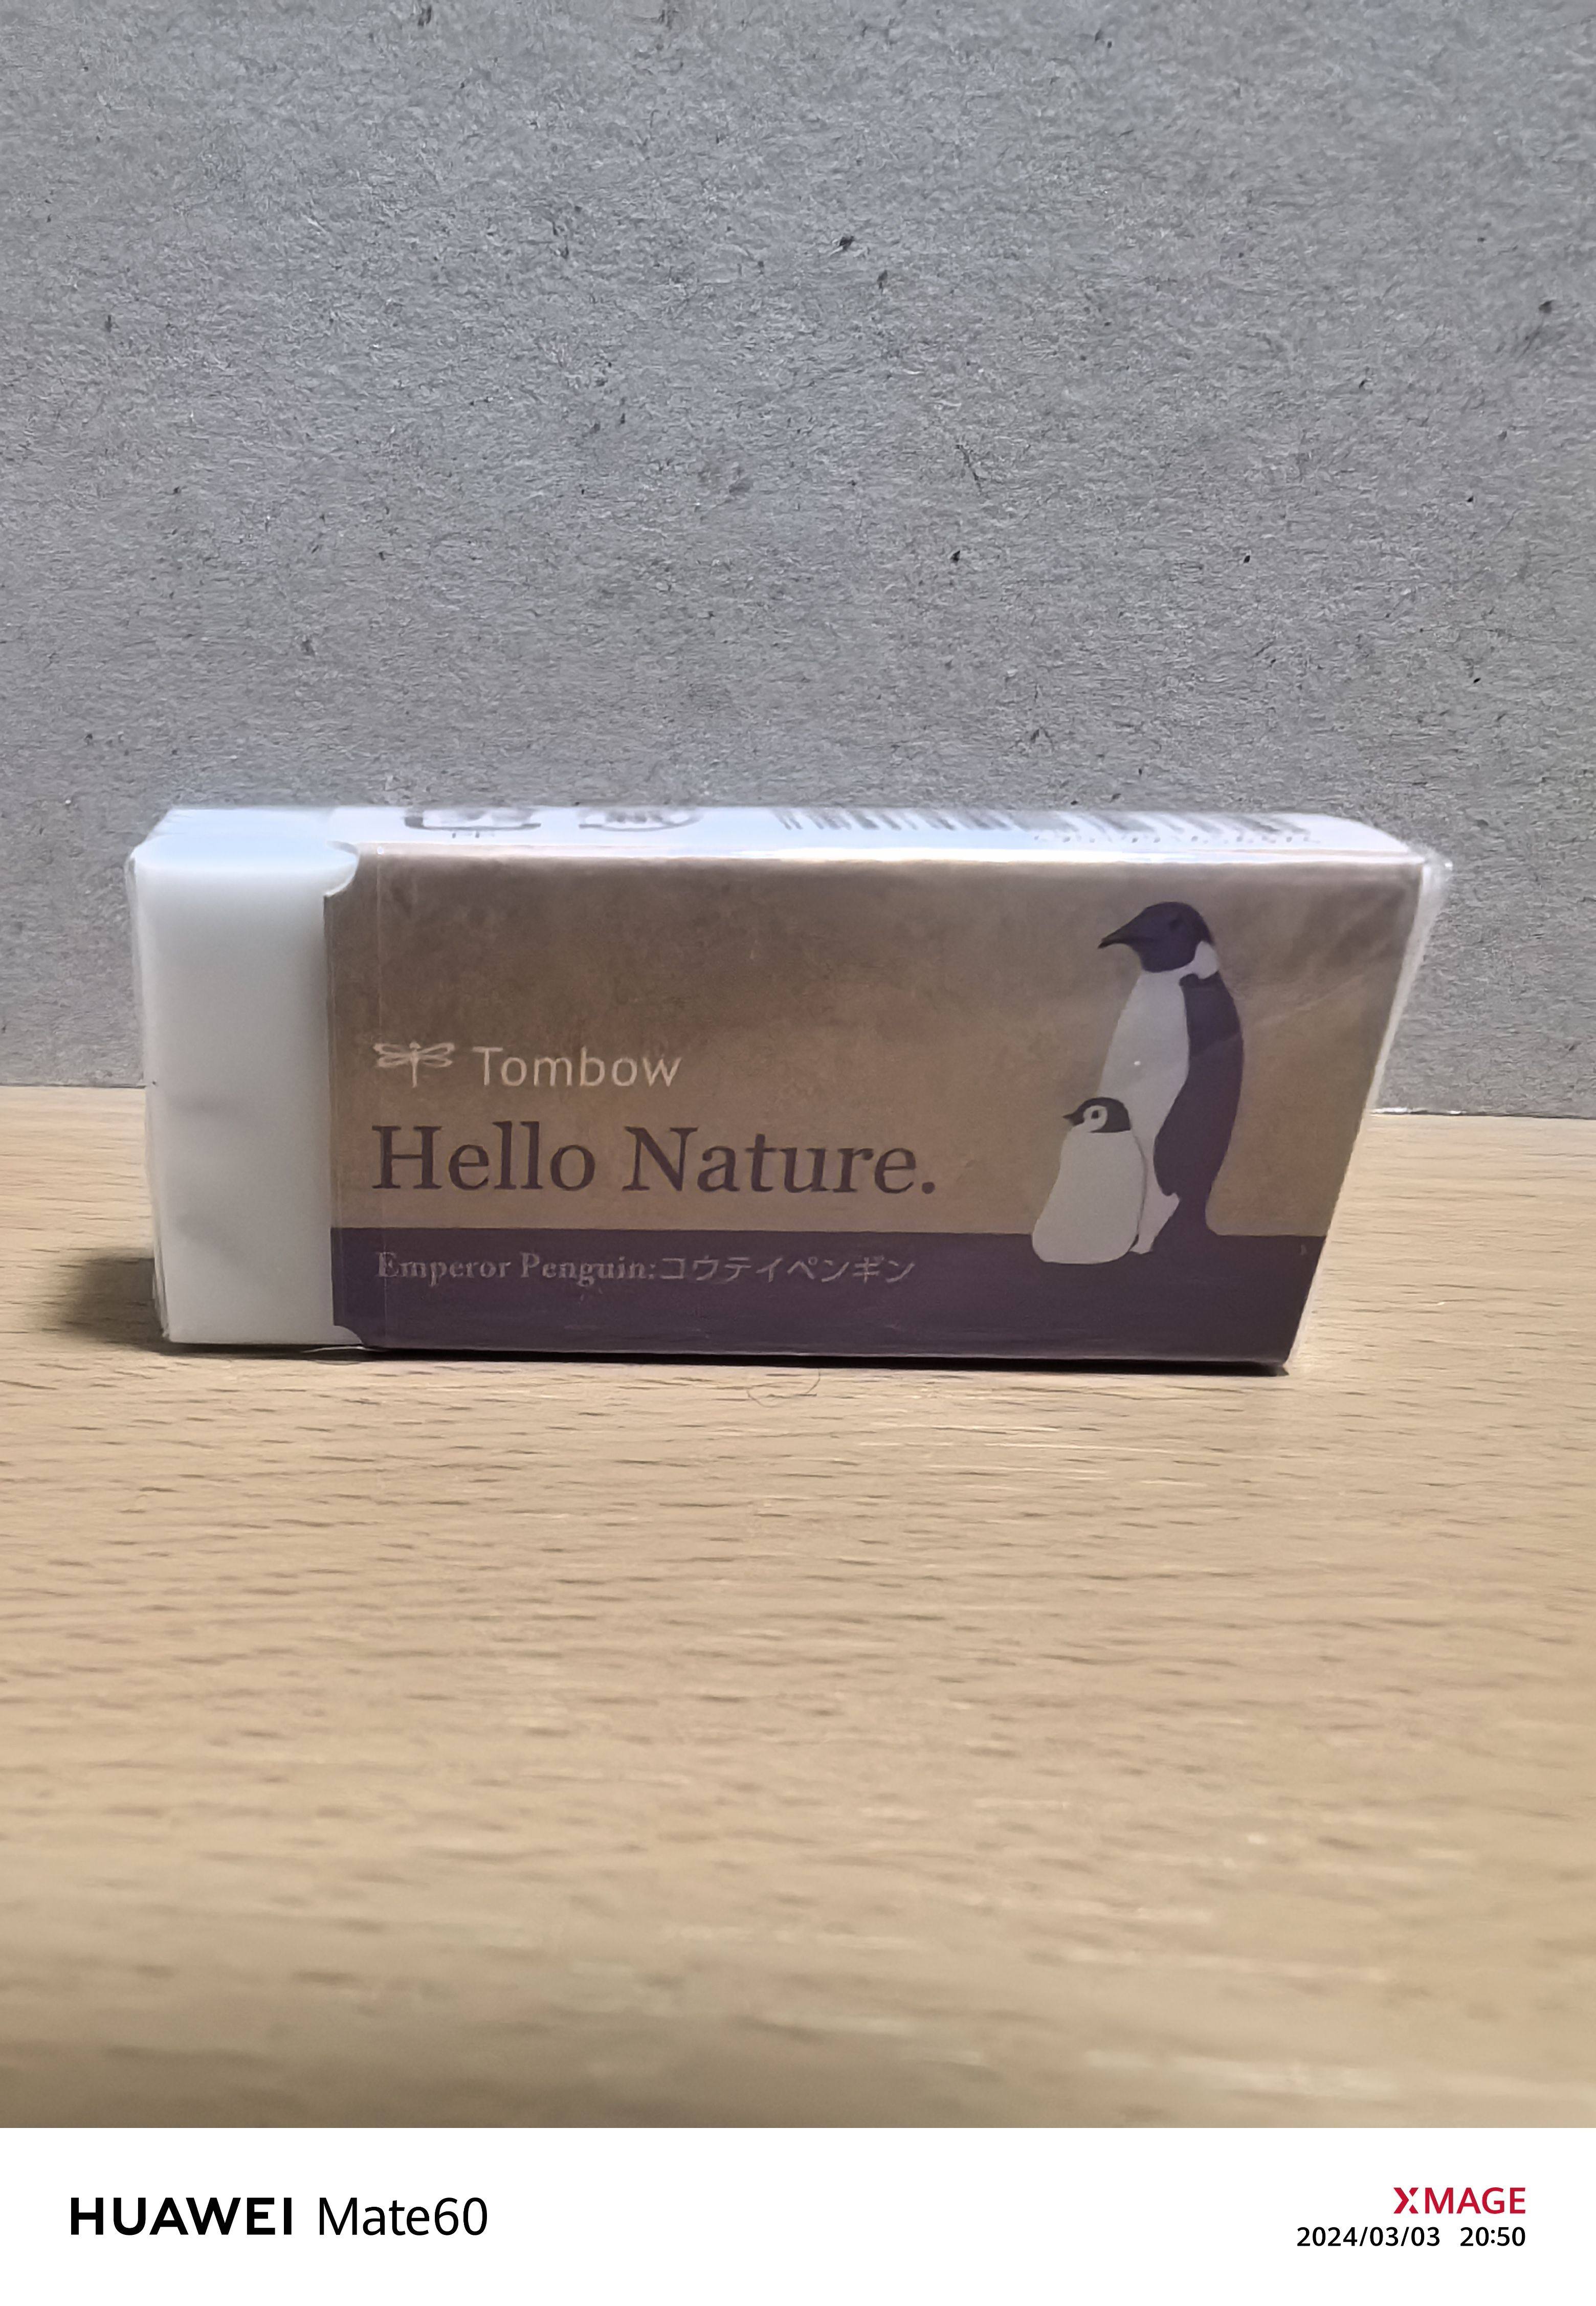 Tombow
Hello Nature.
Emperor Penguin:コウテイペンギン
HUAWEI Mate60
XMAGE
2024/03/03 20:50